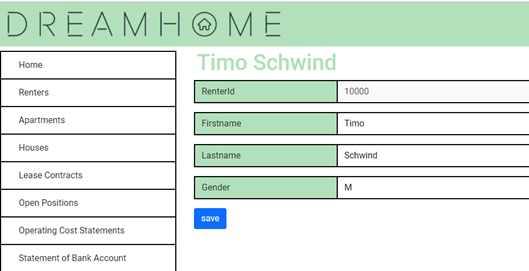 DREAMHOME
Timo Schwind
Home
Renters
Apartments
Houses
Lease Contracts
Open Positions
Operating Cost Statements
Statement of Bank Account
RenterId 10000
Firstname Timo
Lastname Schwind
Gender M
save